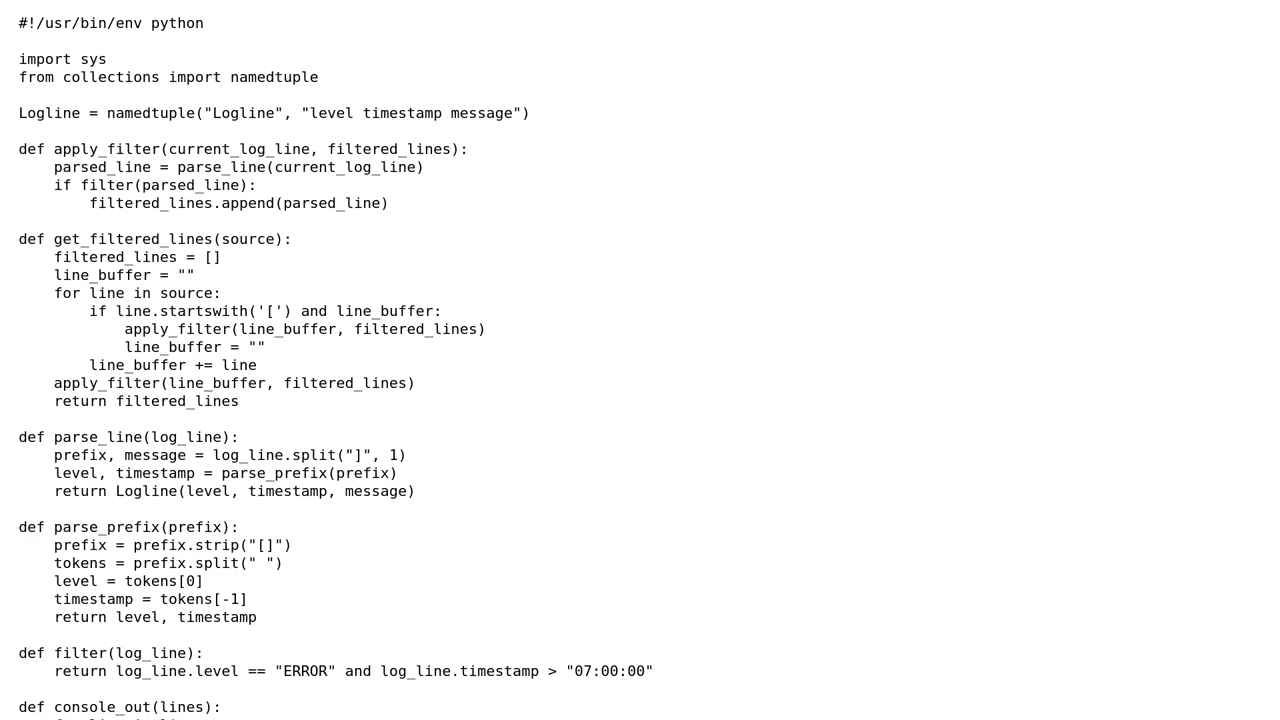 #!/usr/bin/env python

import sys
from collections import namedtuple

Logline = namedtuple("Logline", "level timestamp message")

def apply_filter(current_log_line, filtered_lines):
    parsed_line = parse_line(current_log_line)
    if filter(parsed_line):
        filtered_lines.append(parsed_line)

def get_filtered_lines(source):
    filtered_lines = []
    line_buffer = ""
    for line in source:
        if line.startswith('[') and line_buffer:
            apply_filter(line_buffer, filtered_lines)
            line_buffer = ""
        line_buffer += line
    apply_filter(line_buffer, filtered_lines)
    return filtered_lines

def parse_line(log_line):
    prefix, message = log_line.split("]", 1)
    level, timestamp = parse_prefix(prefix)
    return Logline(level, timestamp, message)

def parse_prefix(prefix):
    prefix = prefix.strip("[]")
    tokens = prefix.split(" ")
    level = tokens[0]
    timestamp = tokens[-1]
    return level, timestamp

def filter(log_line):
    return log_line.level == "ERROR" and log_line.timestamp > "07:00:00"

def console_out(lines):